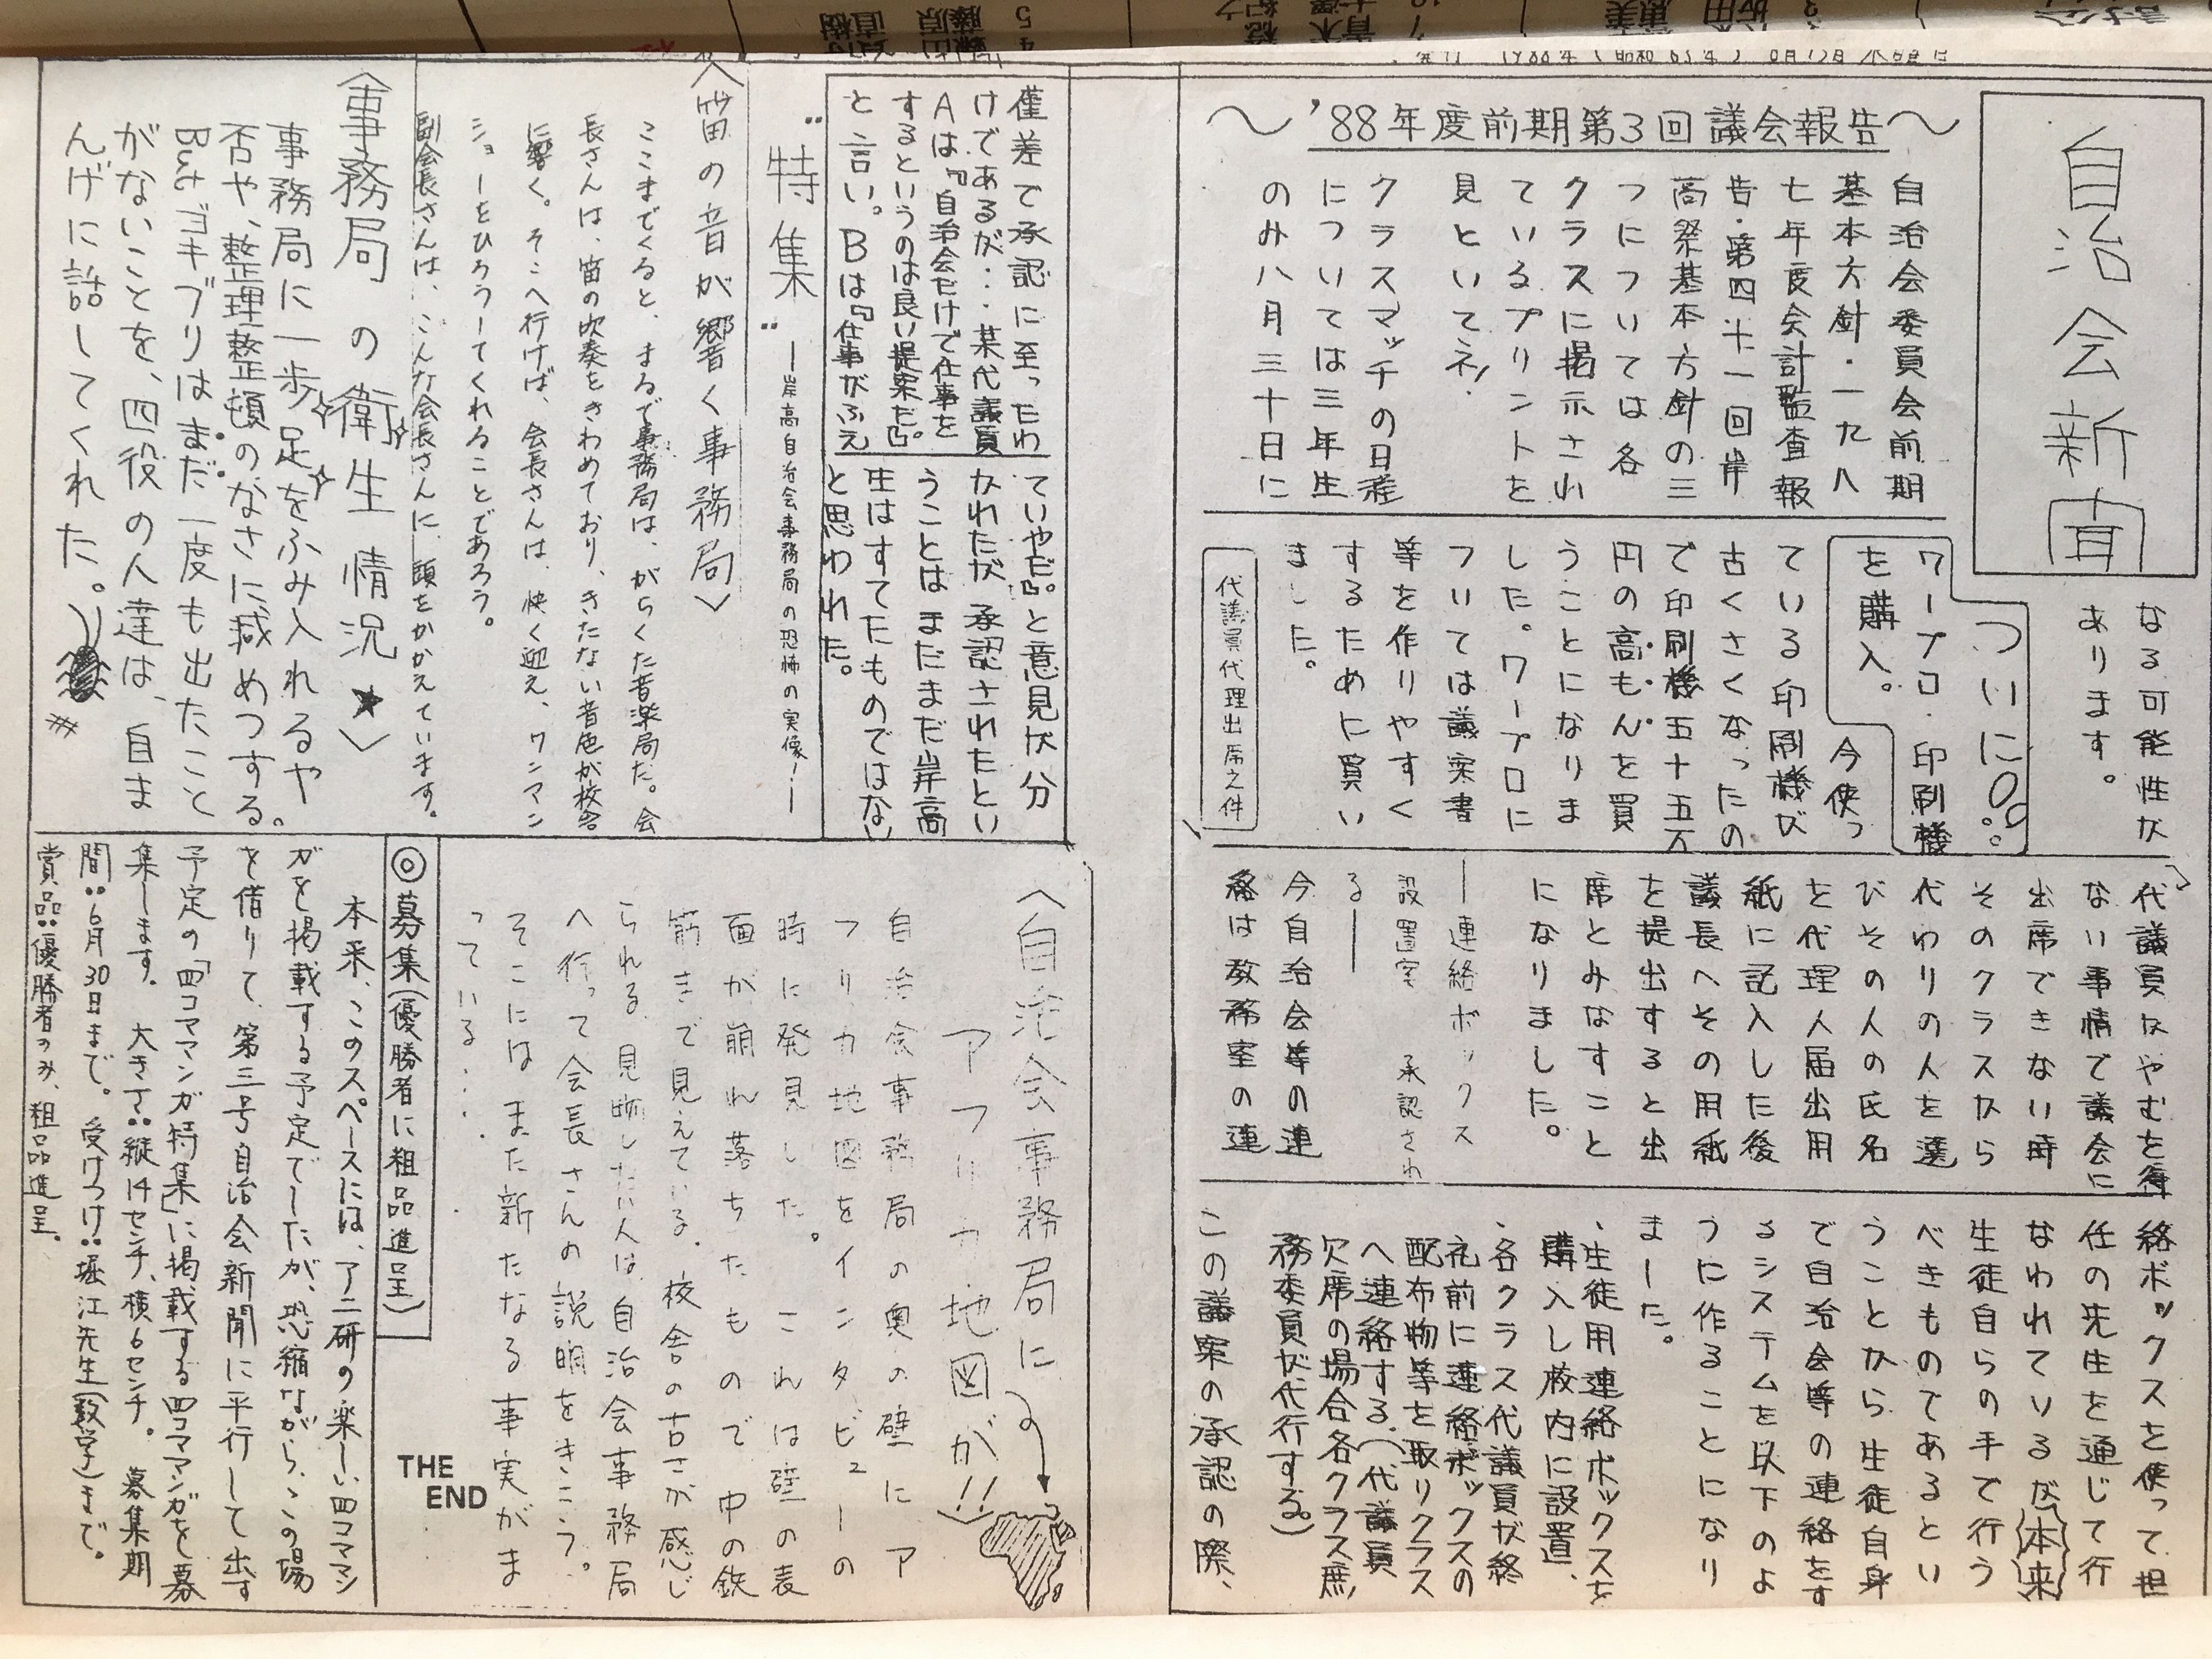 自治会新聞
〜'88年度前期第3回議会報告〜
自治会委員会前期
基本方針・一九八
七年度会計監査報
告・第四十一回岸
高祭基本方針の三
つについては各
クラスに掲示され
ているプリントを
見といてネ!
クラスマッチの日程
については三年生
のみ八月三十日に
なる可能性が
あります。
ついに
ワープロ・印刷機
を購入。
今使っ
ている印刷機が
古くさくなったの
で印刷機五十五万
円の高もんを買
うことになりま
した。ワープロに
ついては議案書
等を作りやすく
するために買い
ました。
代議員代理出席之件
代議員がやむを得
ない事情で議会に
出席できない時
そのクラスから
代わりの人を選
びその人の氏名
を代理人届出用
紙に記入した後
議長へその用紙
を提出すると出
席とみなすこと
になりました。
―連絡ボックス
設置案 承認され
る―
今自治会等の連
絡は教務室の連
絡ボックスを使って担
任の先生を通じて行
なわれているが本来
生徒自らの手で行う
べきものであるとい
うことから生徒自身
で自治会等の連絡をす
るシステムを以下のよ
うに作ることになり
ました。
、生徒用連絡ボックスを
購入し校内に設置、
、各クラス代議員が終
礼前に連絡ボックスの
配布物等を取りクラス
へ連絡する。(代議員
欠席の場合各クラス庶
務委員が代行する。)
この議案の承認の際、
僅差で承認に至ったわ
けであるが…某代議員
Aは『自治会だけで仕事を
するというのは良い提案だ。』
と言い。Bは『仕事がふえ
ていやだ。』と意見が分
かれたが承認されたとい
うことはまだまだ岸高
生はすてたものではない
と思われた。
"特集"
―岸高自治会事務局の恐怖の実像!―
〈笛の音が響く事務局〉
ここまでくると、まるで事務局は、がらくた音楽局だ。会
長さんは、笛の吹奏をきわめており、きたない音色が校舎
に響く。そこへ行けば、会長さんは、快く迎え、ワンマン
ショーをひろうしてくれることであろう。
副会長さんは、こんな会長さんに、頭をかかえています。
〈事務局の衛生情況★〉
事務局に一歩足をふみ入れるや
否や、整理整頓のなさに感めつする。
Butゴキブリはまだ一度も出たこと
がないことを、四役の人達は、自ま
んげに話してくれた。
〈自治会事務局に
アフリカ地図が!!〉
自治会事務局の奥の壁にア
フリカ地図をインタビューの
時に発見した。これは壁の表
面が崩れ落ちたもので中の鉄
筋まで見えている。校舎の古さが感じ
られる。見物したい人は自治会事務局
へ行って会長さんの説明をきこう。
そこにはまた新たなる事実がま
っている・・・
THE
END
◎募集(優勝者に粗品進呈)
本来、このスペースには、アニ研の楽しい四コママン
ガを掲載する予定でしたが、恐縮ながら、この場
を借りて、第三号自治会新聞に平行して出す
予定の「四コママンガ特集」に掲載する四コママンガを募
集します。 大きさ:縦14センチ、横6センチ。 募集期
間:6月30日まで。 受けつけ:堀江先生(数学)まで。
賞品:優勝者のみ、粗品進呈。